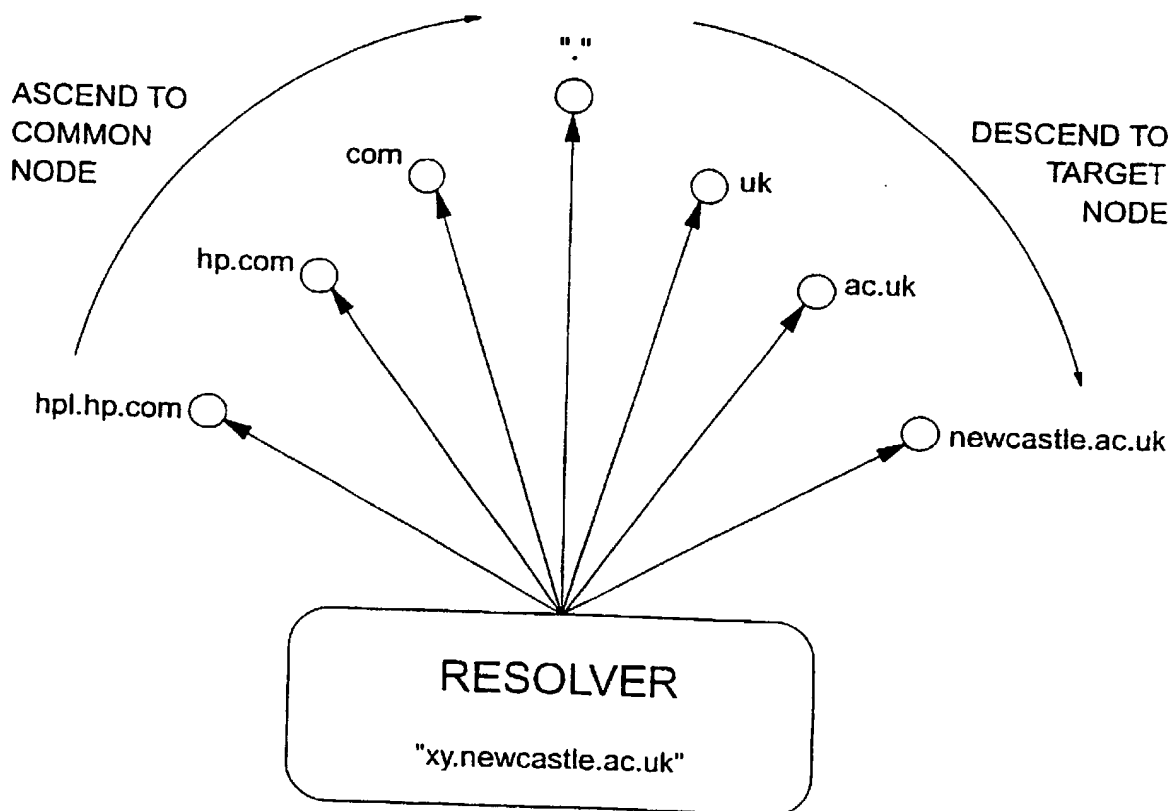 "."
ASCEND TO
COMMON
NODE
DESCEND TO
TARGET
NODE
com
uk
hp.com
ac.uk
hpl.hp.com
newcastle.ac.uk
RESOLVER
"xy.newcastle.ac.uk"